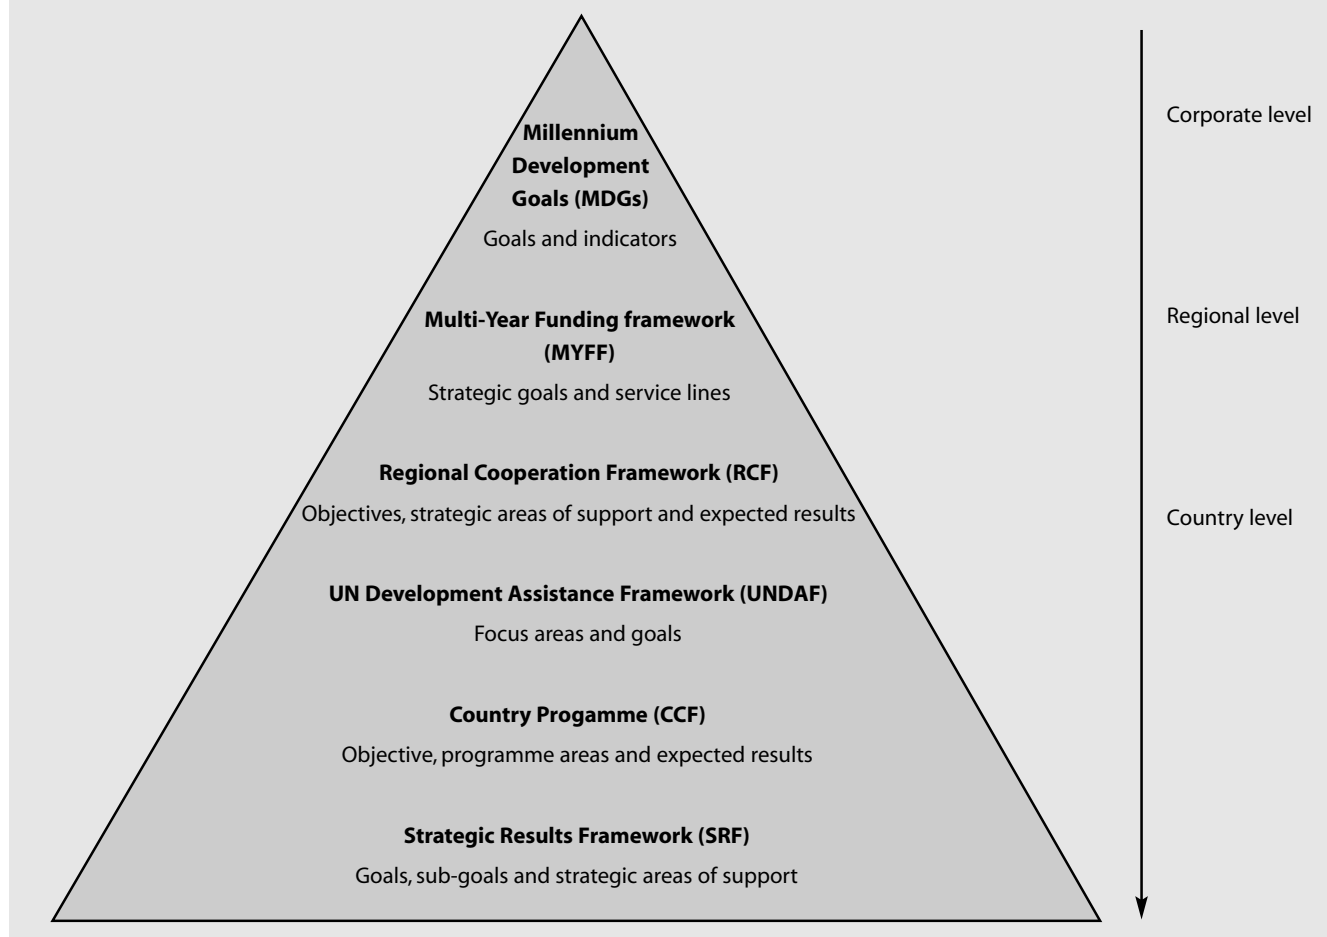 Millennium
Development
Goals (MDGs)
Goals and indicators
Multi-Year Funding framework
(MYFF)
Strategic goals and service lines
Regional Cooperation Framework (RCF)
Objectives, strategic areas of support and expected results
UN Development Assistance Framework (UNDAF)
Focus areas and goals
Country Progamme (CCF)
Objective, programme areas and expected results
Strategic Results Framework (SRF)
Goals, sub-goals and strategic areas of support
Corporate level
Regional level
Country level